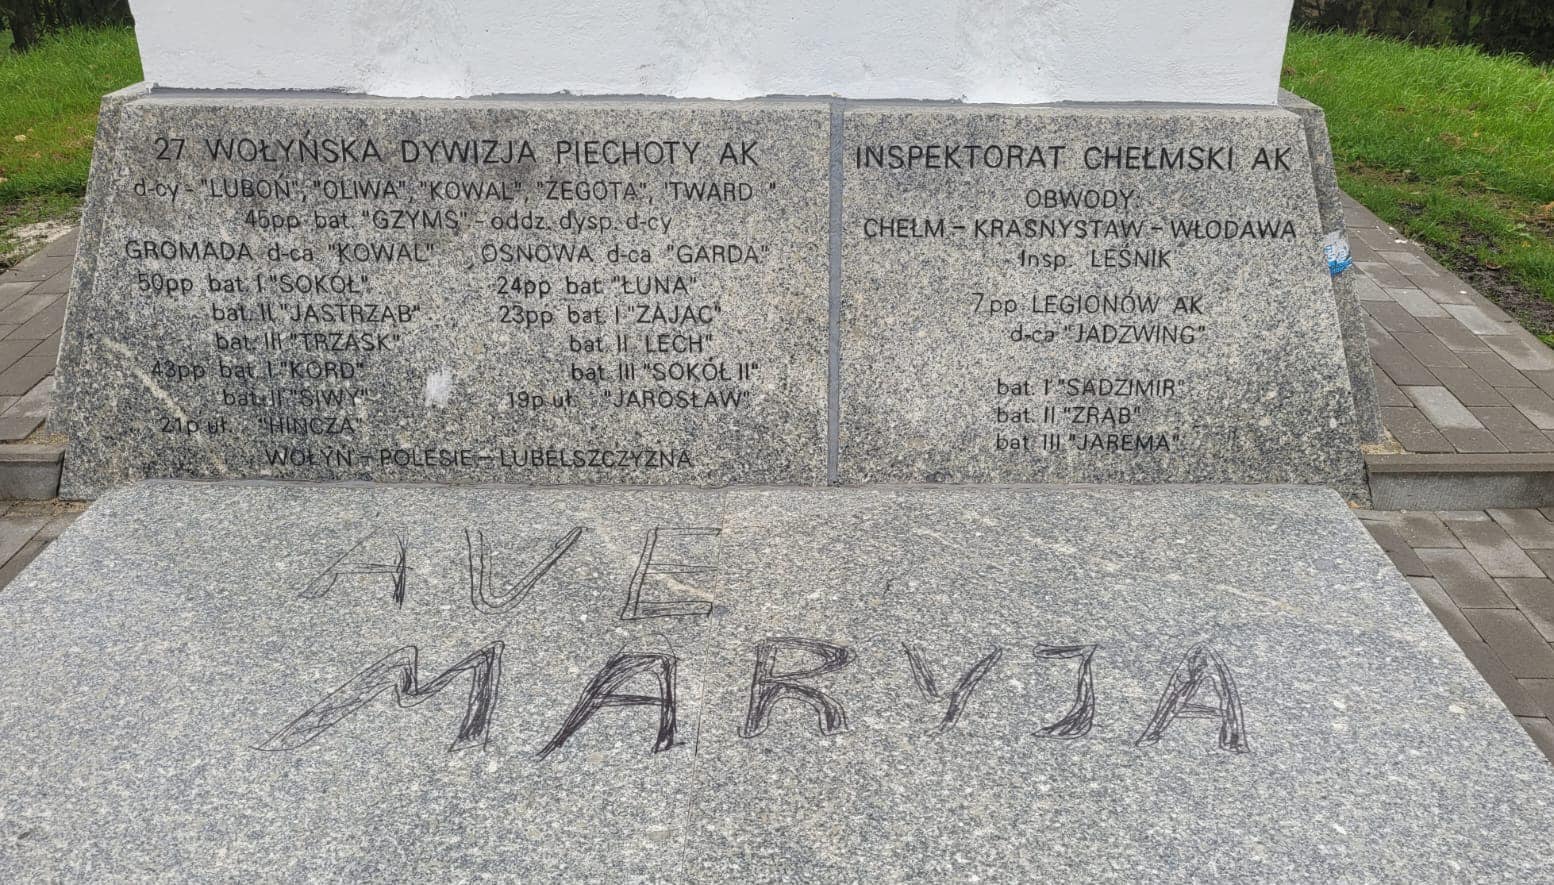 27 WOŁYŃSKA DYWIZJA PIECHOTY AK
d-cy - "LUBOŃ", "OLIWA", "KOWAL", "ŻEGOTA", "TWARD "
45pp bat. "GZYMS" - oddz. dysp. d-cy
GROMADA d-ca "KOWAL"
50pp bat. I "SOKÓŁ"
bat. II "JASTRZĄB"
bat. III "TRZASK"
43pp bat. I "KORD"
bat. II "SIWY"
21p uł. "HIŃCZA"
OSNOWA d-ca "GARDA"
24pp bat. "ŁUNA"
23pp bat. I "ZAJĄC"
bat. II LECH"
bat. III "SOKÓŁ II"
19p uł. "JAROSŁAW"
WOŁYŃ - POLESIE - LUBELSZCZYZNA
INSPEKTORAT CHEŁMSKI AK
OBWODY:
CHEŁM - KRASNYSTAW - WŁODAWA
Insp. LEŚNIK
7pp LEGIONÓW AK
d-ca "JADZWING"
bat. I "SADZIMIR"
bat. II "ZRĄB"
bat. III "JAREMA"
AVE
MARYJA